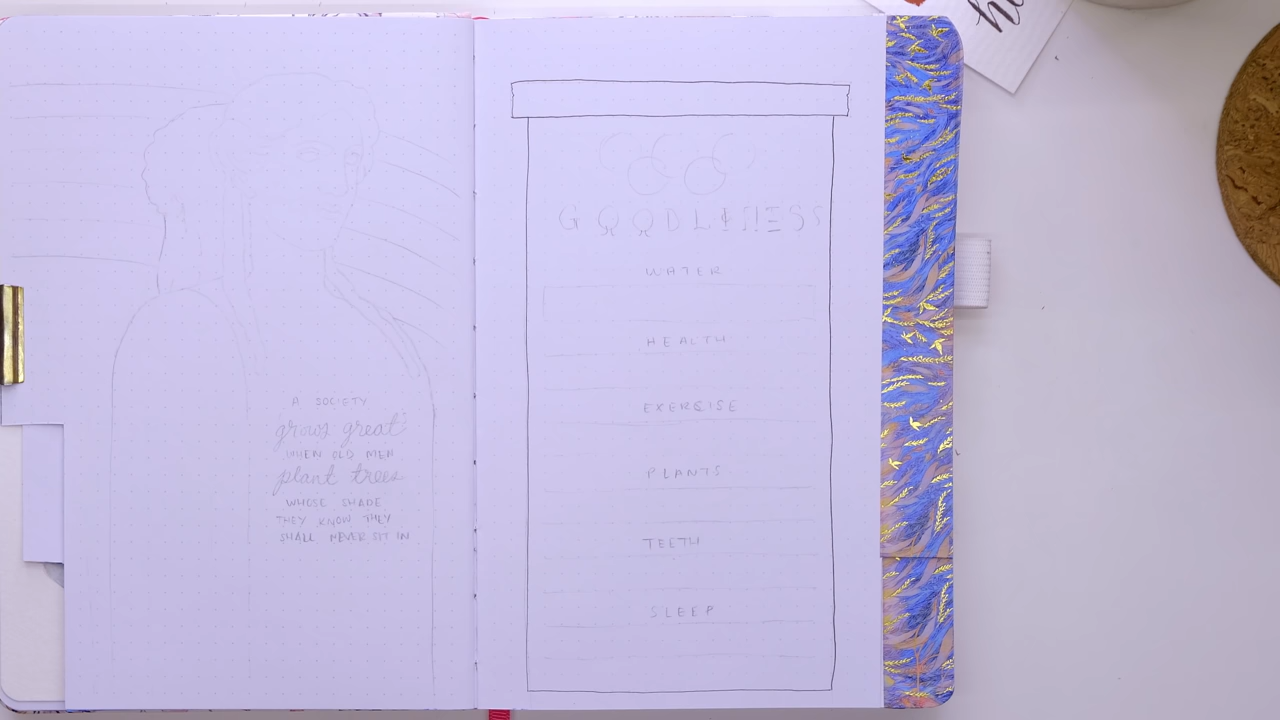 A SOCIETY
grows great
WHEN OLD MEN
plant trees
WHOSE SHADE
THEY KNOW THEY
SHALL NEVER SIT IN
GOODLINESS
WATER
HEALTH
EXERCISE
PLANTS
TEETH
SLEEP